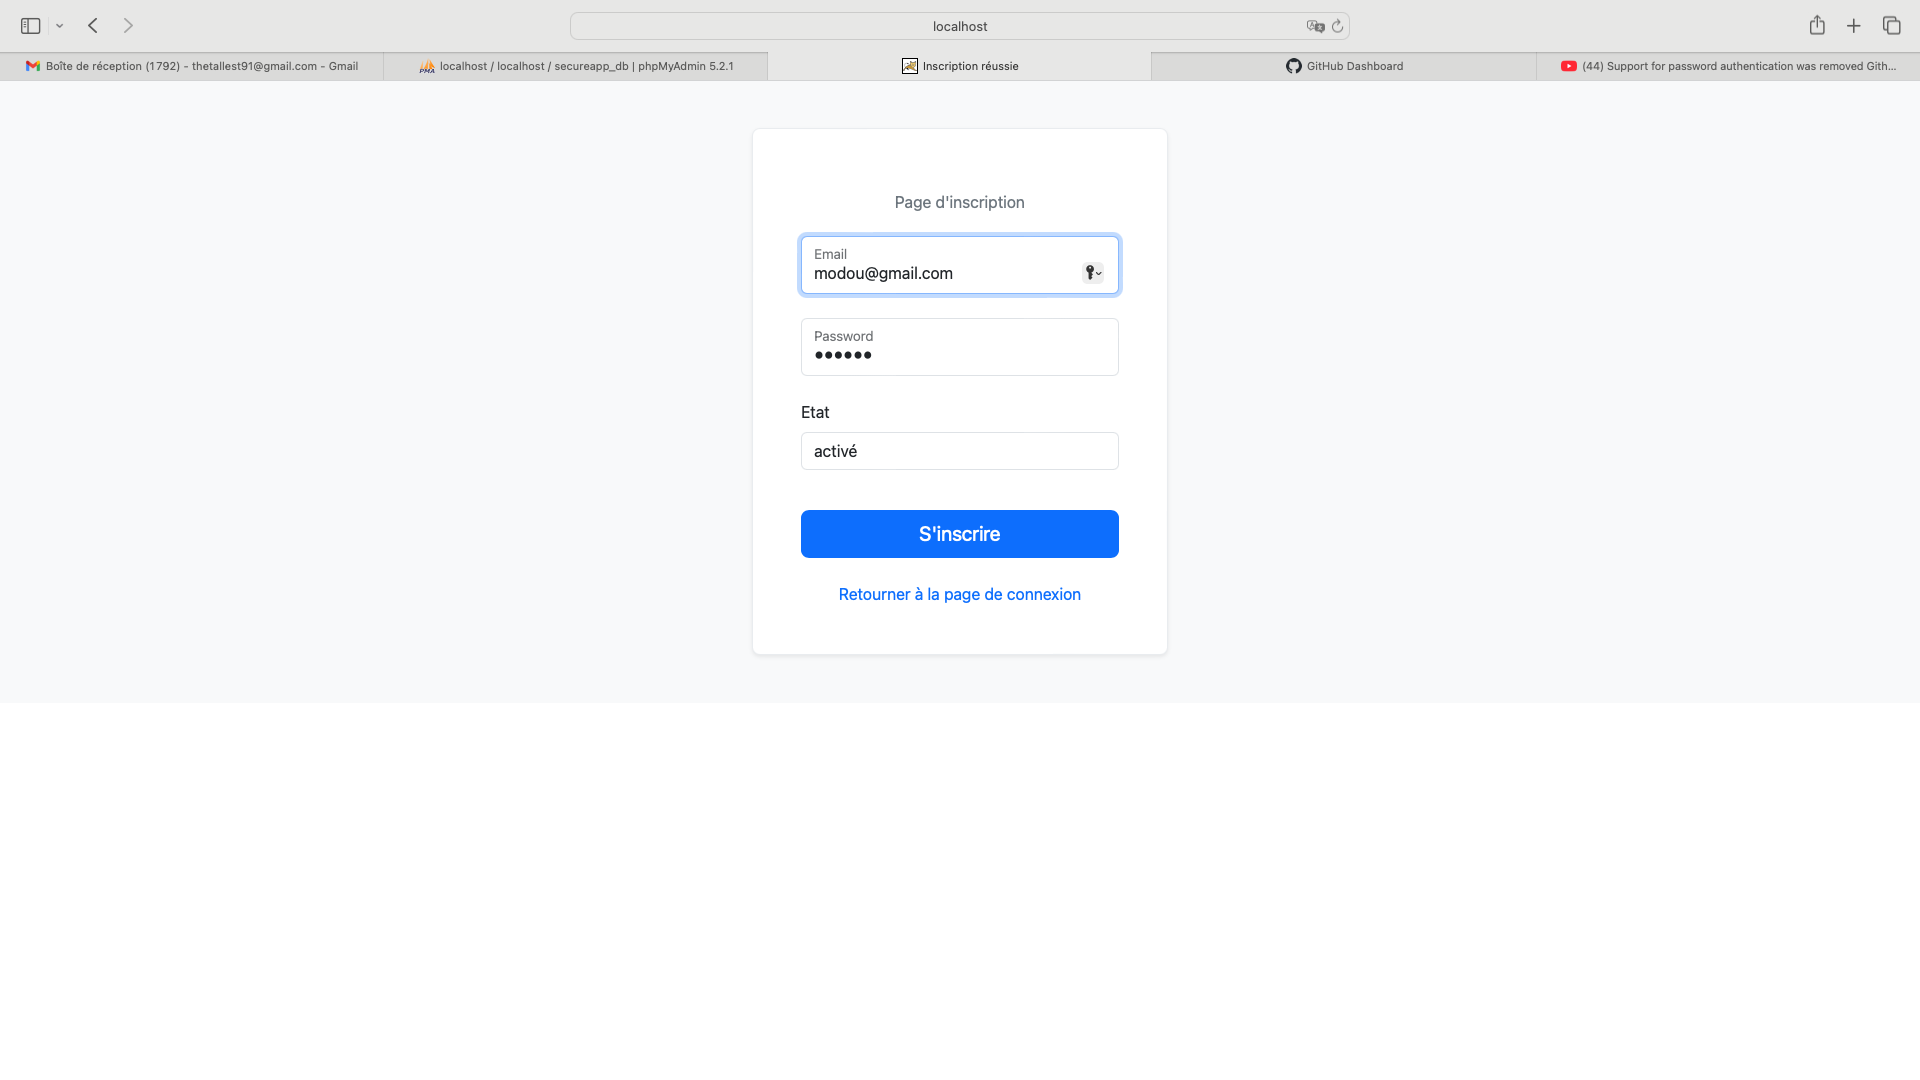 localhost
Boîte de réception (1 792) - thetallest91@gmail.com - Gmail
localhost / localhost / secureapp_db | phpMyAdmin 5.2.1
Inscription réussie
GitHub Dashboard
(44) Support for password authentication was removed Gith...
Page d'inscription
Email
modou@gmail.com
Password
••••••
Etat
activé
S'inscrire
Retourner à la page de connexion